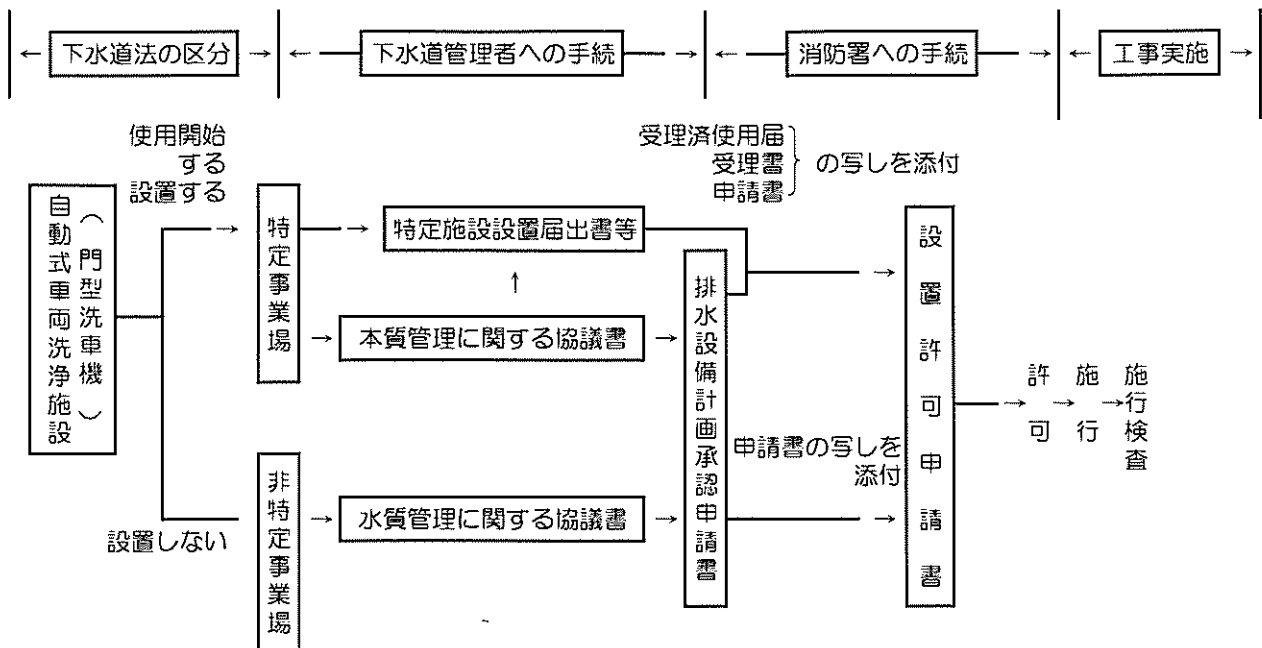 下水道法の区分
下水道管理者への手続
消防署への手続
工事実施
使用開始
する
設置する
受理済使用届
受理書
申請書
の写しを添付
自動式車両洗浄施設
（門型洗車機）
特定事業場
特定施設設置届出書等
本質管理に関する協議書
排水設備計画承認申請書
設置許可申請書
許可
施行
施行検査
申請書の写しを
添付
設置しない
非特定事業場
水質管理に関する協議書